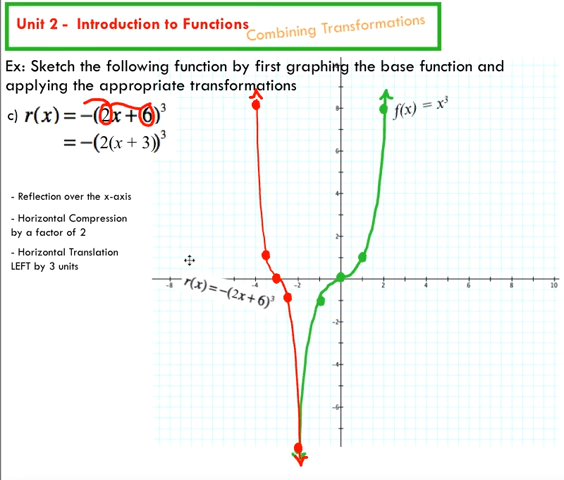 Unit 2 - Introduction to Functions
Combining Transformations
Ex: Sketch the following function by first graphing the base function and
applying the appropriate transformations
c) r(x) = -(2x + 6)³
= -(2(x + 3))³
f(x) = x³
- Reflection over the x-axis
- Horizontal Compression
by a factor of 2
- Horizontal Translation
LEFT by 3 units
r(x) = -(2x + 6)³
8
6
4
2
-8 -4 -2 2 4 6 8 10
-2
-4
-6